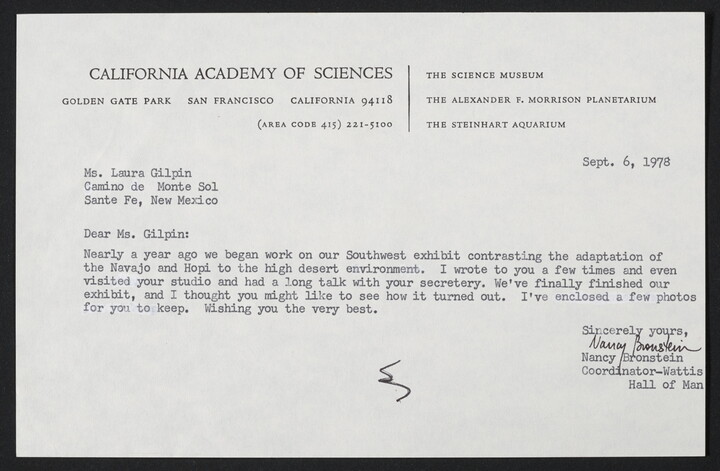 CALIFORNIA ACADEMY OF SCIENCES
GOLDEN GATE PARK SAN FRANCISCO CALIFORNIA 94118
(AREA CODE 415) 221-5100
THE SCIENCE MUSEUM
THE ALEXANDER F. MORRISON PLANETARIUM
THE STEINHART AQUARIUM
Sept. 6, 1978
Ms. Laura Gilpin
Camino de Monte Sol
Sante Fe, New Mexico
Dear Ms. Gilpin:
Nearly a year ago we began work on our Southwest exhibit contrasting the adaptation of
the Navajo and Hopi to the high desert environment. I wrote to you a few times and even
visited your studio and had a long talk with your secretery. We've finally finished our
exhibit, and I thought you might like to see how it turned out. I've enclosed a few photos
for you to keep. Wishing you the very best.
Sincerely yours,
Nancy Bronstein
Nancy Bronstein
Coordinator-Wattis
Hall of Man